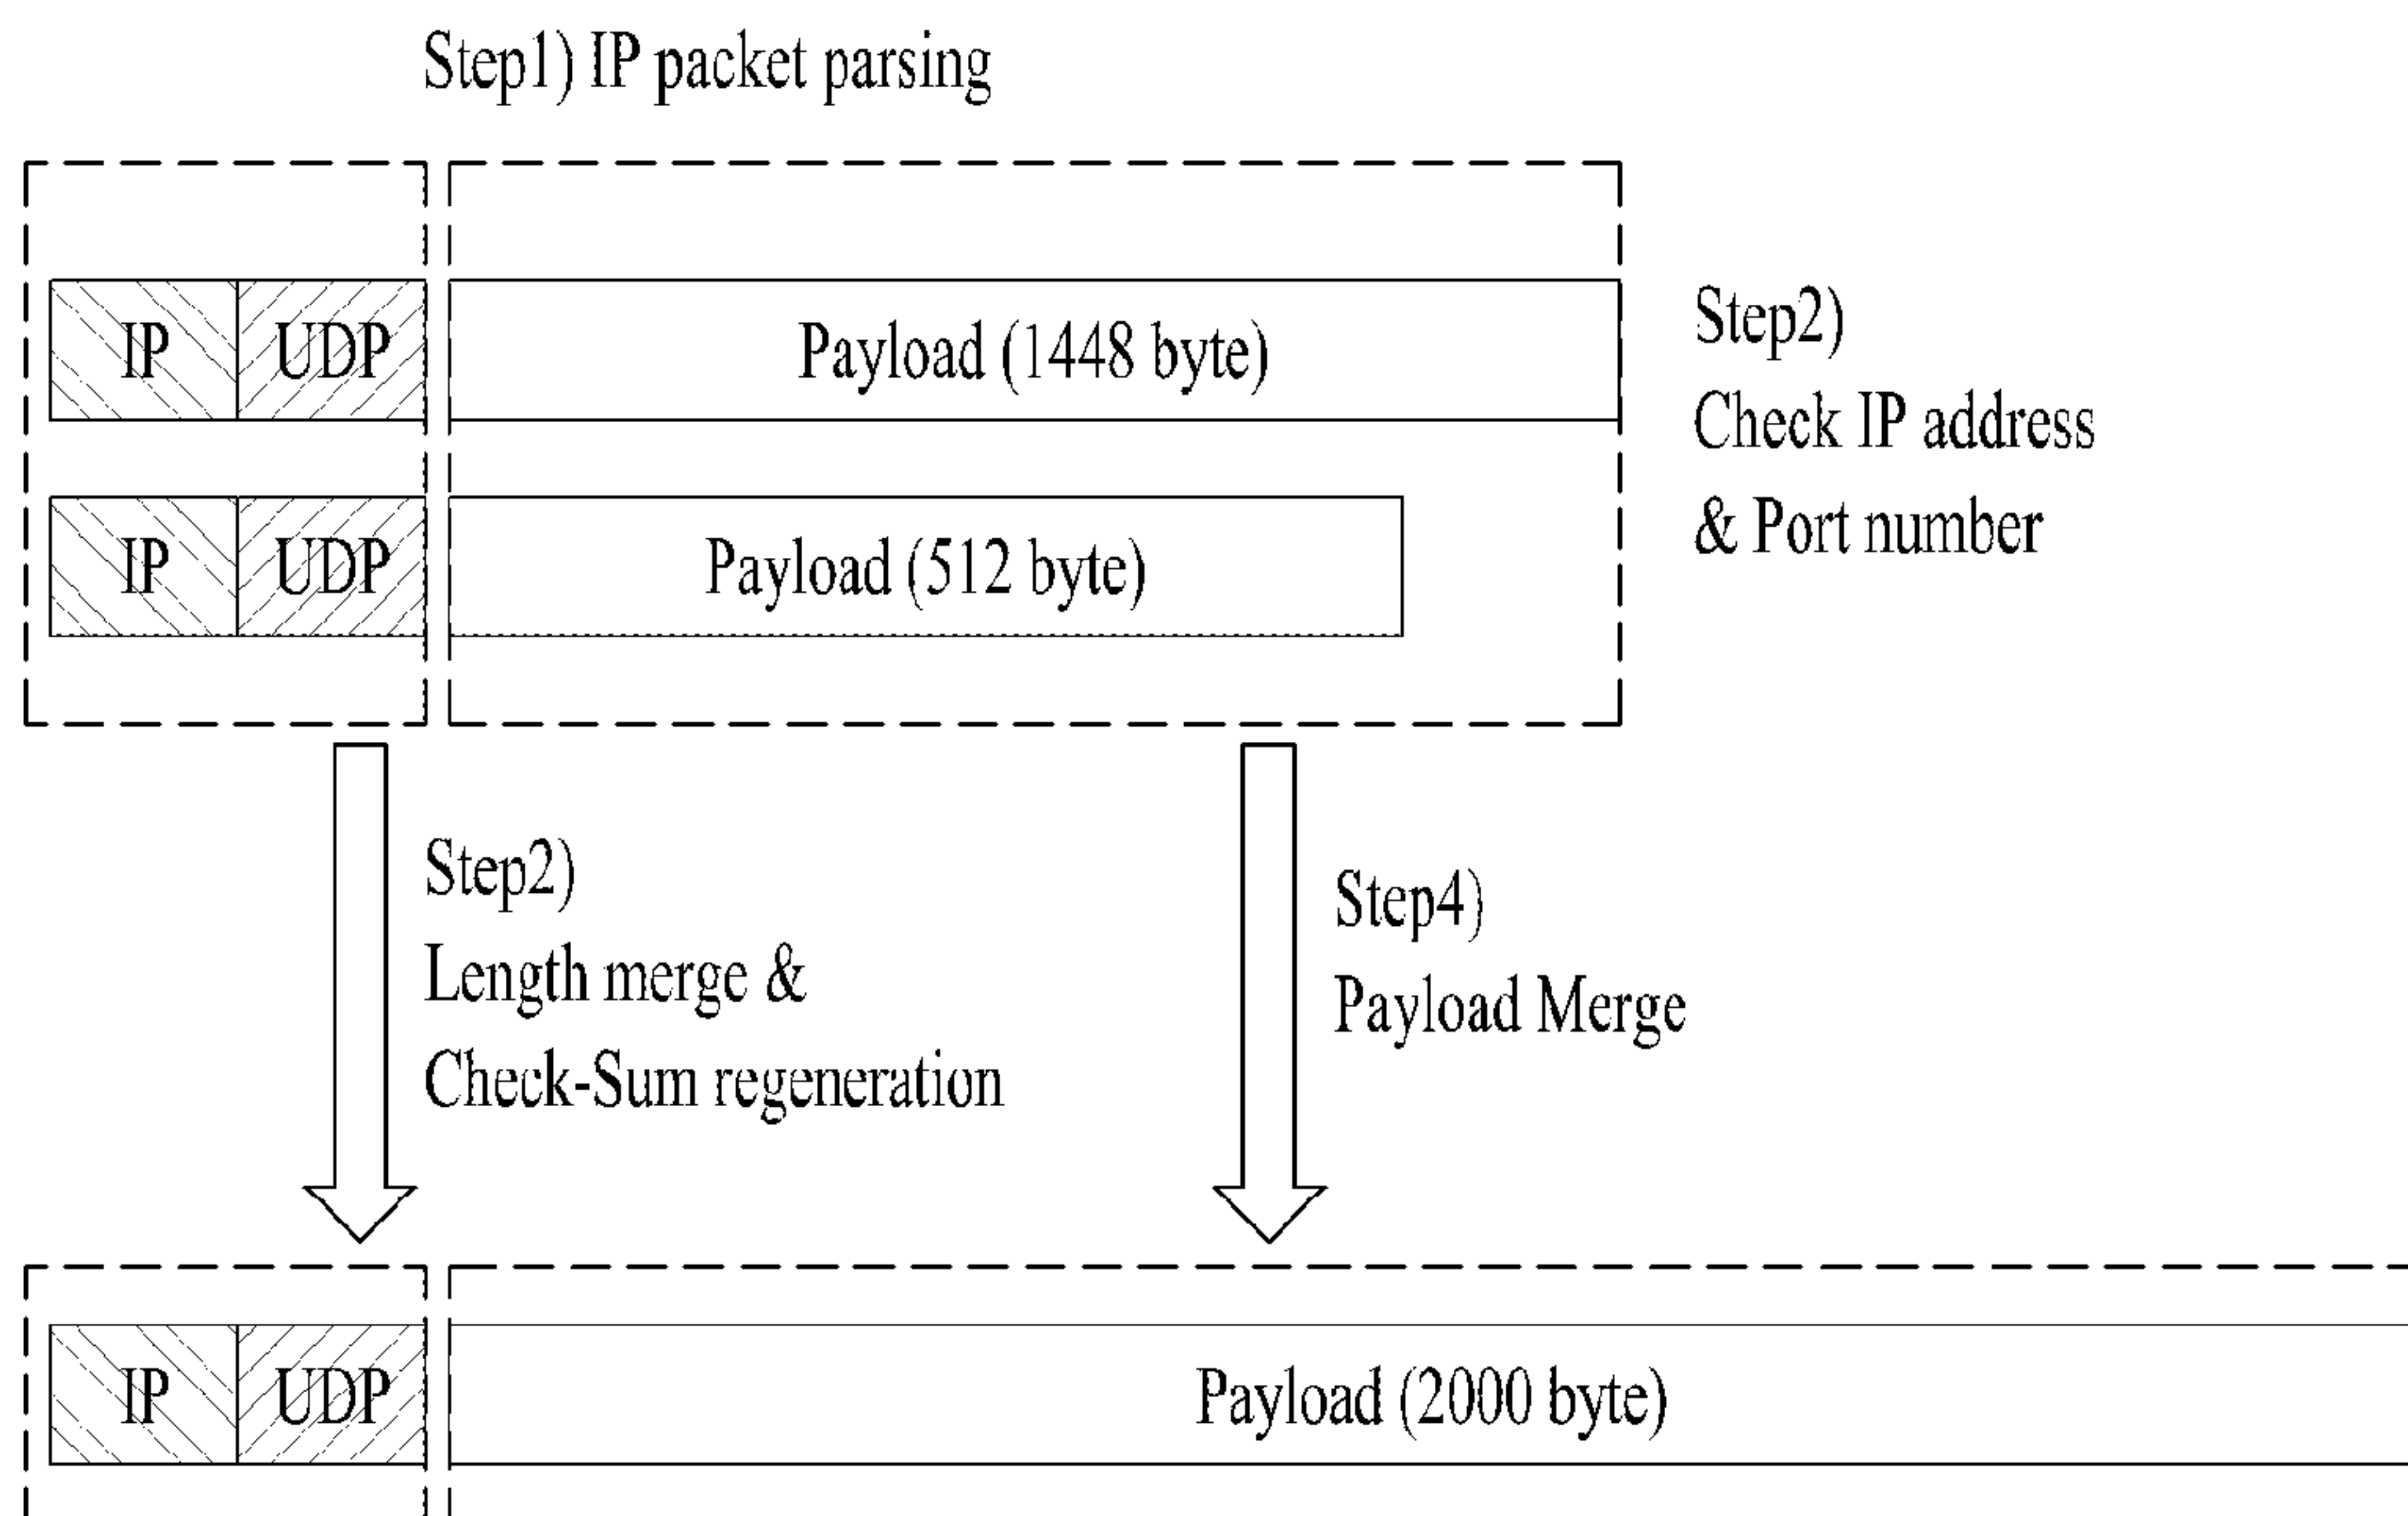 Step1) IP packet parsing
IP UDP Payload (1448 byte)
Step2)
Check IP address
& Port number
IP UDP Payload (512 byte)
Step2)
Length merge &
Check-Sum regeneration
Step4)
Payload Merge
IP UDP Payload (2000 byte)